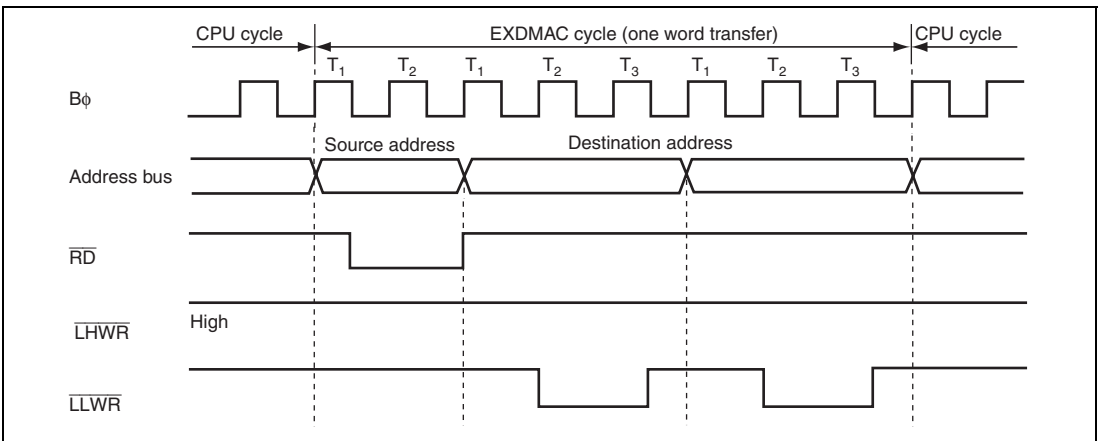 CPU cycle EXDMAC cycle (one word transfer) CPU cycle
T1 T2 T1 T2 T3 T1 T2 T3
Bϕ
Source address Destination address
Address bus
RD
High
LHWR
LLWR